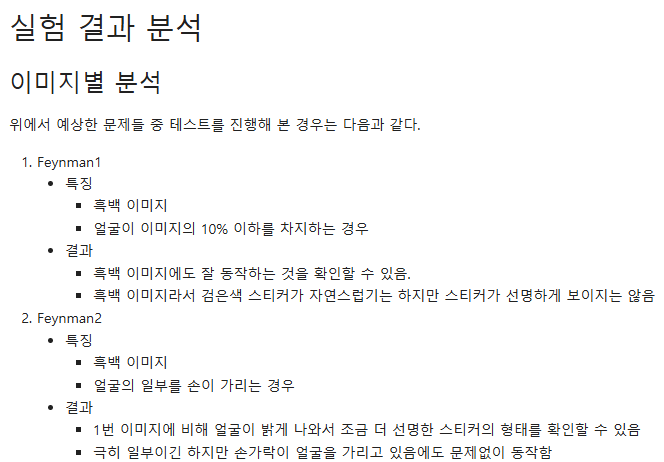 실험 결과 분석
이미지별 분석
위에서 예상한 문제들 중 테스트를 진행해 본 경우는 다음과 같다.
1. Feynman1
• 특징
▪ 흑백 이미지
▪ 얼굴이 이미지의 10% 이하를 차지하는 경우
• 결과
▪ 흑백 이미지에도 잘 동작하는 것을 확인할 수 있음.
▪ 흑백 이미지라서 검은색 스티커가 자연스럽기는 하지만 스티커가 선명하게 보이지는 않음
2. Feynman2
• 특징
▪ 흑백 이미지
▪ 얼굴의 일부를 손이 가리는 경우
• 결과
▪ 1번 이미지에 비해 얼굴이 밝게 나와서 조금 더 선명한 스티커의 형태를 확인할 수 있음
▪ 극히 일부이긴 하지만 손가락이 얼굴을 가리고 있음에도 문제없이 동작함